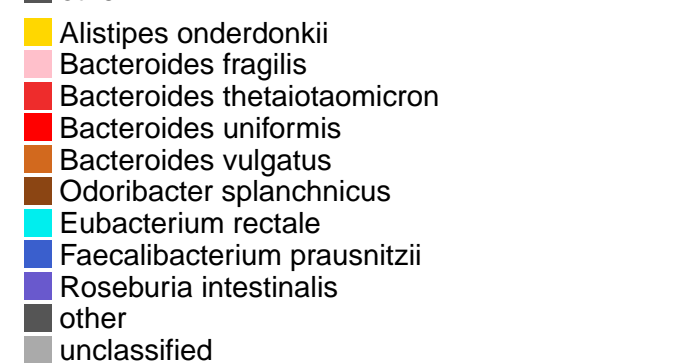 Alistipes onderdonkii
Bacteroides fragilis
Bacteroides thetaiotaomicron
Bacteroides uniformis
Bacteroides vulgatus
Odoribacter splanchnicus
Eubacterium rectale
Faecalibacterium prausnitzii
Roseburia intestinalis
other
unclassified